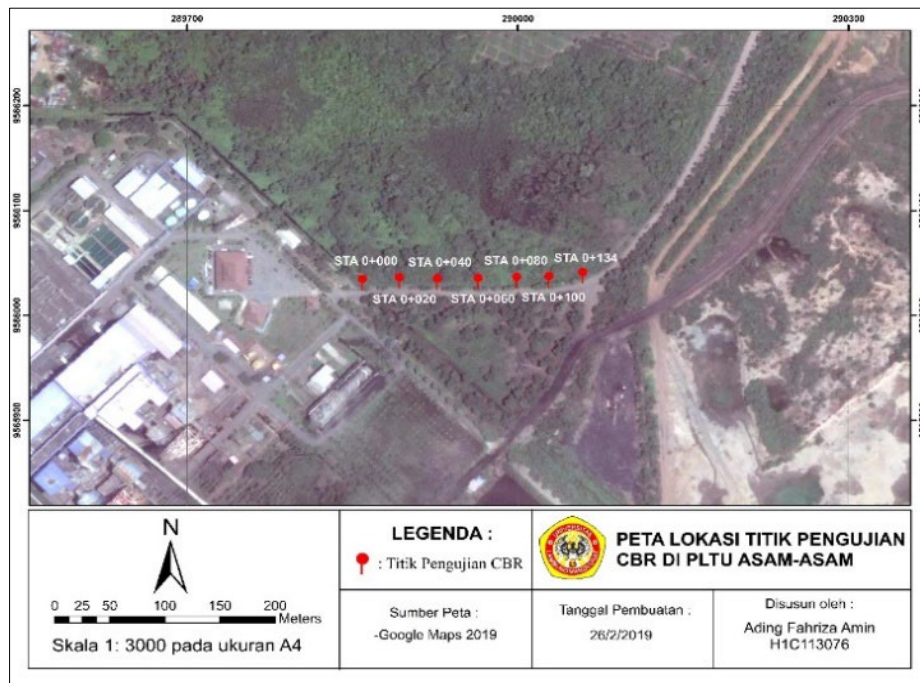 289700 290000 290300
9586200
9586100
9586000
STA 0+000 STA 0+040 STA 0+080 STA 0+134
STA 0+020 STA 0+060 STA 0+100
N
0 25 50 100 150 200
Meters
Skala 1: 3000 pada ukuran A4
LEGENDA :
: Titik Pengujian CBR
Sumber Peta :
-Google Maps 2019
PETA LOKASI TITIK PENGUJIAN
CBR DI PLTU ASAM-ASAM
Tanggal Pembuatan :
26/2/2019
Disusun oleh :
Ading Fahriza Amin
H1C113076